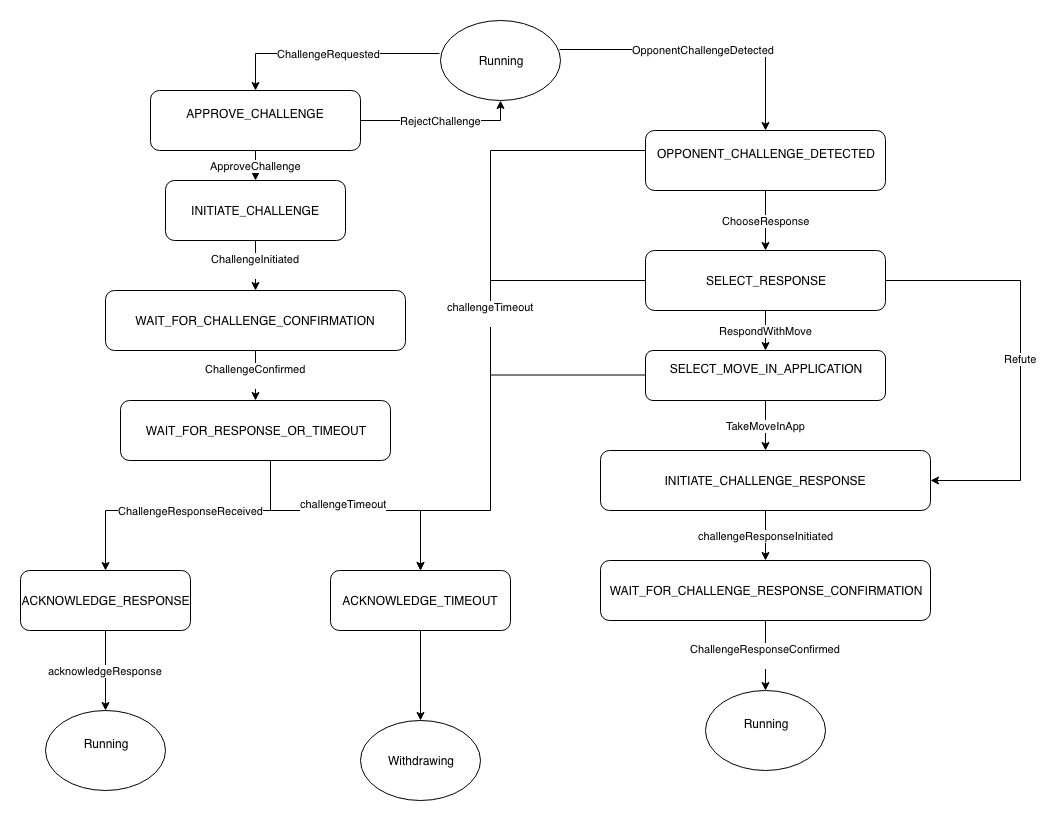 Running
ChallengeRequested
OpponentChallengeDetected
APPROVE_CHALLENGE
RejectChallenge
OPPONENT_CHALLENGE_DETECTED
ApproveChallenge
INITIATE_CHALLENGE
ChooseResponse
ChallengeInitiated
SELECT_RESPONSE
challengeTimeout
WAIT_FOR_CHALLENGE_CONFIRMATION
RespondWithMove
Refute
ChallengeConfirmed
SELECT_MOVE_IN_APPLICATION
WAIT_FOR_RESPONSE_OR_TIMEOUT
TakeMoveInApp
INITIATE_CHALLENGE_RESPONSE
ChallengeResponseReceived
challengeTimeout
challengeResponseInitiated
ACKNOWLEDGE_RESPONSE
ACKNOWLEDGE_TIMEOUT
WAIT_FOR_CHALLENGE_RESPONSE_CONFIRMATION
acknowledgeResponse
ChallengeResponseConfirmed
Running
Withdrawing
Running